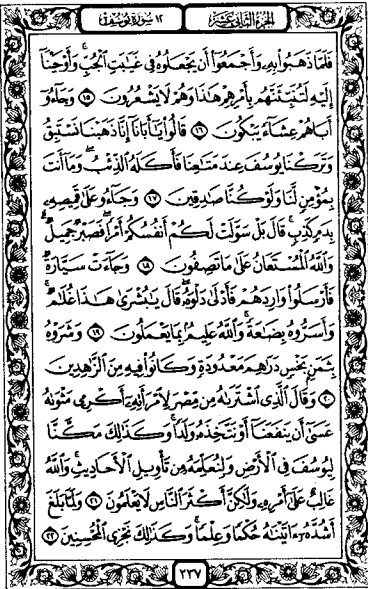 الجزء الثاني عشر ١٢ سورة يوسف
فَلَمَّا ذَهَبُوا۟ بِهِۦ وَأَجْمَعُوٓا۟ أَن يَجْعَلُوهُ فِى غَيَـٰبَتِ ٱلْجُبِّ ۚ وَأَوْحَيْنَآ
إِلَيْهِ لَتُنَبِّئَنَّهُم بِأَمْرِهِمْ هَـٰذَا وَهُمْ لَا يَشْعُرُونَ ١٥ وَجَآءُوٓ
أَبَاهُمْ عِشَآءً يَبْكُونَ ١٦ قَالُوا۟ يَـٰٓأَبَانَآ إِنَّا ذَهَبْنَا نَسْتَبِقُ
وَتَرَكْنَا يُوسُفَ عِندَ مَتَـٰعِنَا فَأَكَلَهُ ٱلذِّئْبُ ۖ وَمَآ أَنتَ
بِمُؤْمِنٍ لَّنَا وَلَوْ كُنَّا صَـٰدِقِينَ ١٧ وَجَآءُو عَلَىٰ قَمِيصِهِۦ
بِدَمٍ كَذِبٍ ۚ قَالَ بَلْ سَوَّلَتْ لَكُمْ أَنفُسُكُمْ أَمْرًا ۖ فَصَبْرٌ جَمِيلٌ ۖ
وَٱللَّهُ ٱلْمُسْتَعَانُ عَلَىٰ مَا تَصِفُونَ ١٨ وَجَآءَتْ سَيَّارَةٌ
فَأَرْسَلُوا۟ وَارِدَهُمْ فَأَدْلَىٰ دَلْوَهُۥ ۖ قَالَ يَـٰبُشْرَىٰ هَـٰذَا غُلَـٰمٌ ۚ
وَأَسَرُّوهُ بِضَـٰعَةً ۚ وَٱللَّهُ عَلِيمٌۢ بِمَا يَعْمَلُونَ ١٩ وَشَرَوْهُ
بِثَمَنٍۭ بَخْسٍ دَرَٰهِمَ مَعْدُودَةٍ وَكَانُوا۟ فِيهِ مِنَ ٱلزَّٰهِدِينَ
٢٠ وَقَالَ ٱلَّذِى ٱشْتَرَىٰهُ مِن مِّصْرَ لِٱمْرَأَتِهِۦٓ أَكْرِمِى مَثْوَىٰهُ
عَسَىٰٓ أَن يَنفَعَنَآ أَوْ نَتَّخِذَهُۥ وَلَدًا ۚ وَكَذَٰلِكَ مَكَّنَّا
لِيُوسُفَ فِى ٱلْأَرْضِ وَلِنُعَلِّمَهُۥ مِن تَأْوِيلِ ٱلْأَحَادِيثِ ۚ وَٱللَّهُ
غَالِبٌ عَلَىٰٓ أَمْرِهِۦ وَلَـٰكِنَّ أَكْثَرَ ٱلنَّاسِ لَا يَعْلَمُونَ ٢١ وَلَمَّا بَلَغَ
أَشُدَّهُۥٓ ءَاتَيْنَـٰهُ حُكْمًا وَعِلْمًا ۚ وَكَذَٰلِكَ نَجْزِى ٱلْمُحْسِنِينَ ٢٢
٢٣٧